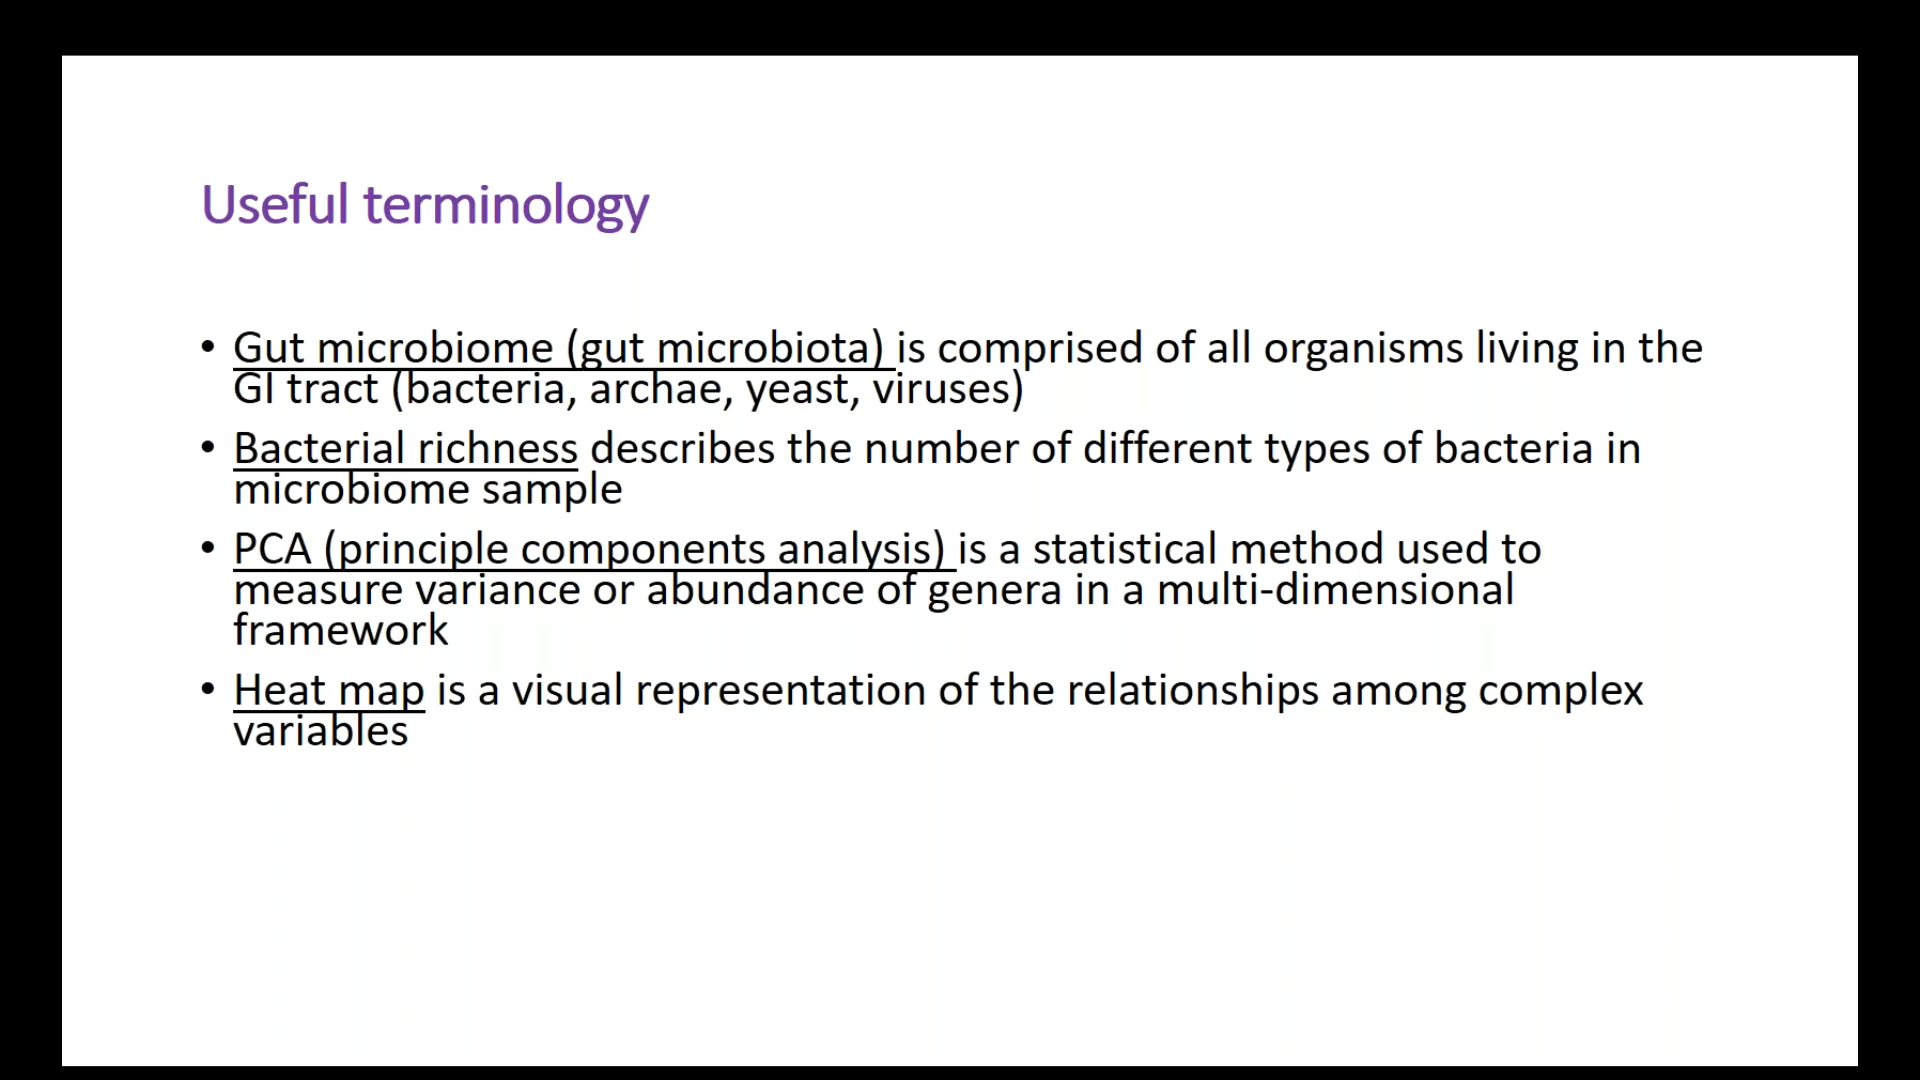 Useful terminology
• Gut microbiome (gut microbiota) is comprised of all organisms living in the
GI tract (bacteria, archae, yeast, viruses)
• Bacterial richness describes the number of different types of bacteria in
microbiome sample
• PCA (principle components analysis) is a statistical method used to
measure variance or abundance of genera in a multi-dimensional
framework
• Heat map is a visual representation of the relationships among complex
variables